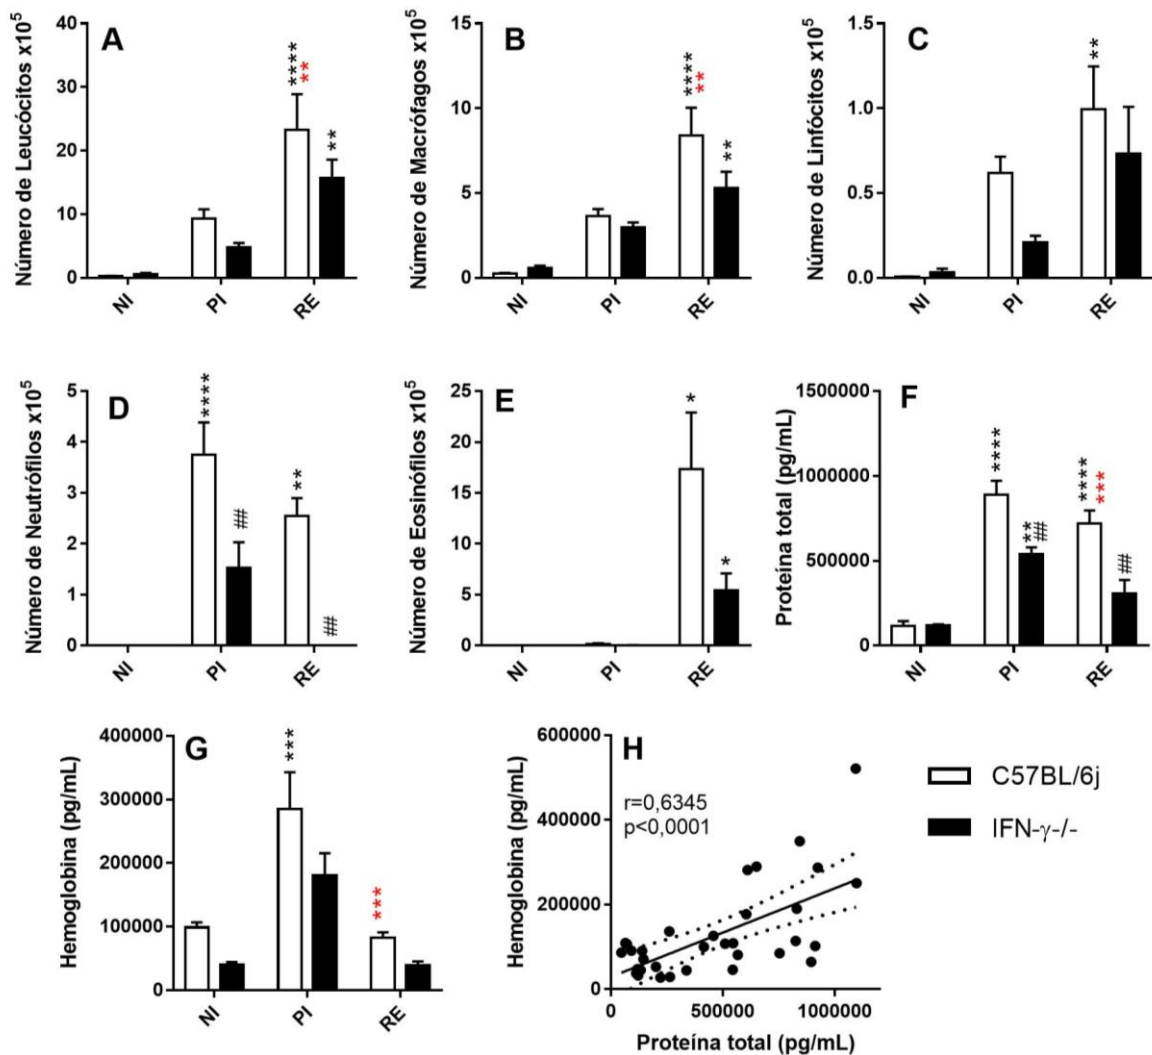 A
Número de Leucócitos x10⁵
40
30
20
10
0
****
**
**
NI
PI
RE
B
Número de Macrófagos x10⁵
15
10
5
0
****
**
**
NI
PI
RE
C
Número de Linfócitos x10⁵
1.5
1.0
0.5
0.0
**
NI
PI
RE
D
Número de Neutrófilos x10⁵
5
4
3
2
1
0
****
##
**
##
NI
PI
RE
E
Número de Eosinófilos x10⁵
25
20
15
10
5
0
*
*
NI
PI
RE
F
Proteína total (pg/mL)
1500000
1000000
500000
0
****
**
##
****
***
##
NI
PI
RE
G
Hemoglobina (pg/mL)
400000
300000
200000
100000
0
***
***
NI
PI
RE
H
Hemoglobina (pg/mL)
600000
400000
200000
0
r=0,6345
p<0,0001
0
500000
1000000
Proteína total (pg/mL)
C57BL/6j
IFN-γ-/-